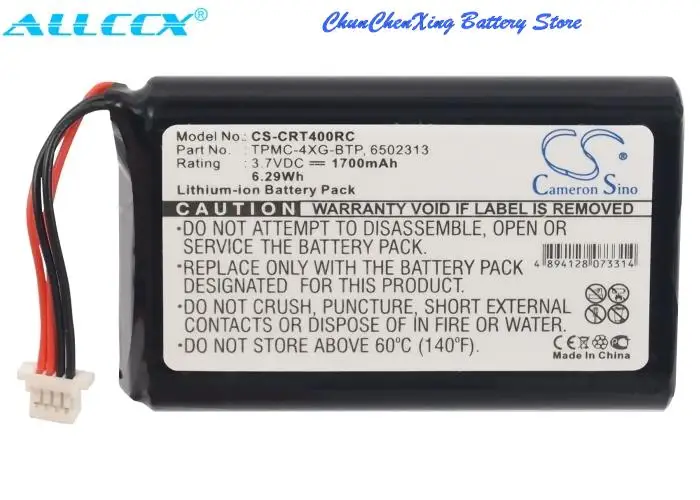 ALLCCX
ChunChenXing Battery Store
Model No.: CS-CRT400RC
Part No. : TPMC-4XG-BTP, 6502313
Rating : 3.7VDC ⎓ 1700mAh
6.29Wh
Lithium-ion Battery Pack
CS
Cameron Sino
CAUTION WARRANTY VOID IF LABEL IS REMOVED
•DO NOT ATTEMPT TO DISASSEMBLE, OPEN OR
SERVICE THE BATTERY PACK.
•REPLACE ONLY WITH THE BATTERY PACK
DESIGNATED FOR THIS PRODUCT.
•DO NOT CRUSH, PUNCTURE, SHORT EXTERNAL
CONTACTS OR DISPOSE OF IN FIRE OR WATER.
•DO NOT STORE ABOVE 60°C (140°F).
4 894128 073314
CE
Made In China